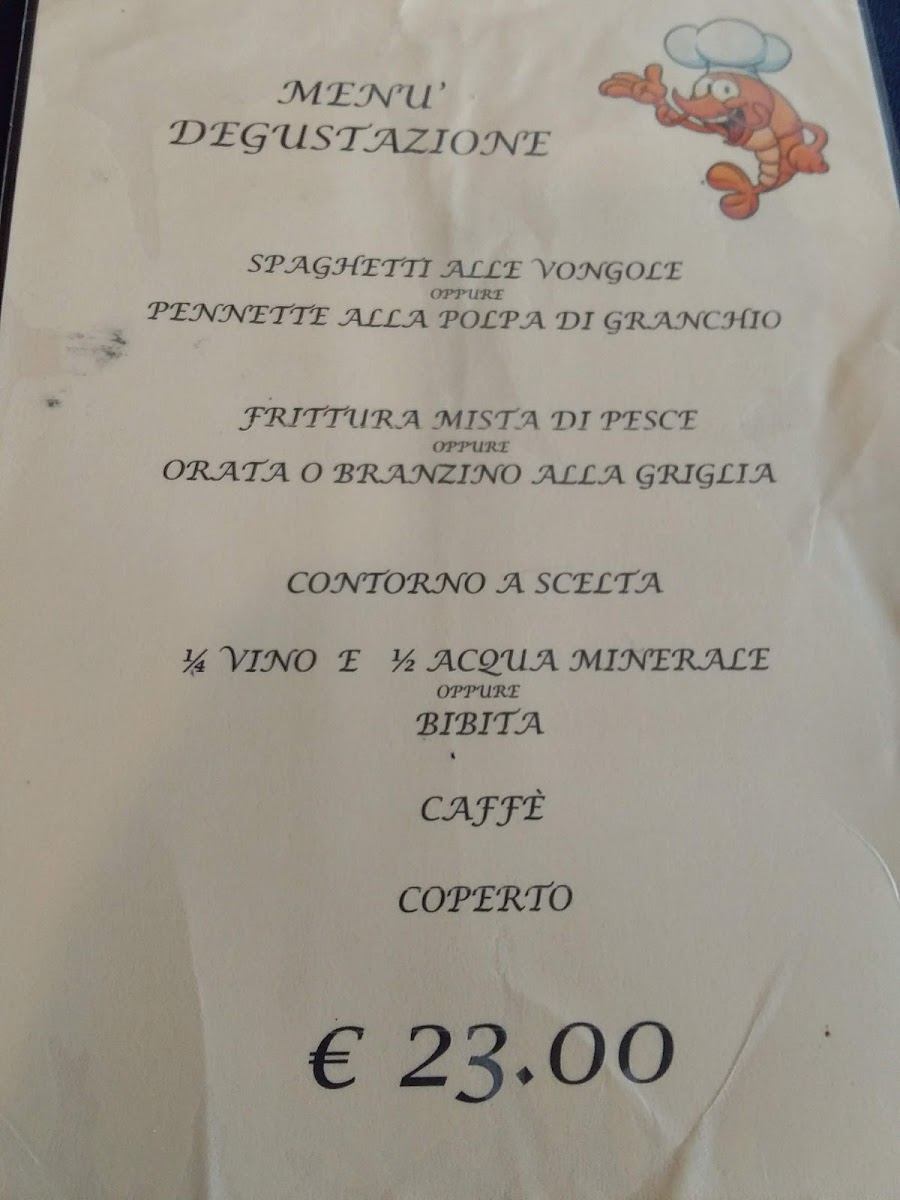 MENU'
DEGUSTAZIONE
SPAGHETTI ALLE VONGOLE
OPPURE
PENNETTE ALLA POLPA DI GRANCHIO
FRITTURA MISTA DI PESCE
OPPURE
ORATA O BRANZINO ALLA GRIGLIA
CONTORNO A SCELTA
¼ VINO E ½ ACQUA MINERALE
OPPURE
BIBITA
CAFFÈ
COPERTO
€ 23.00